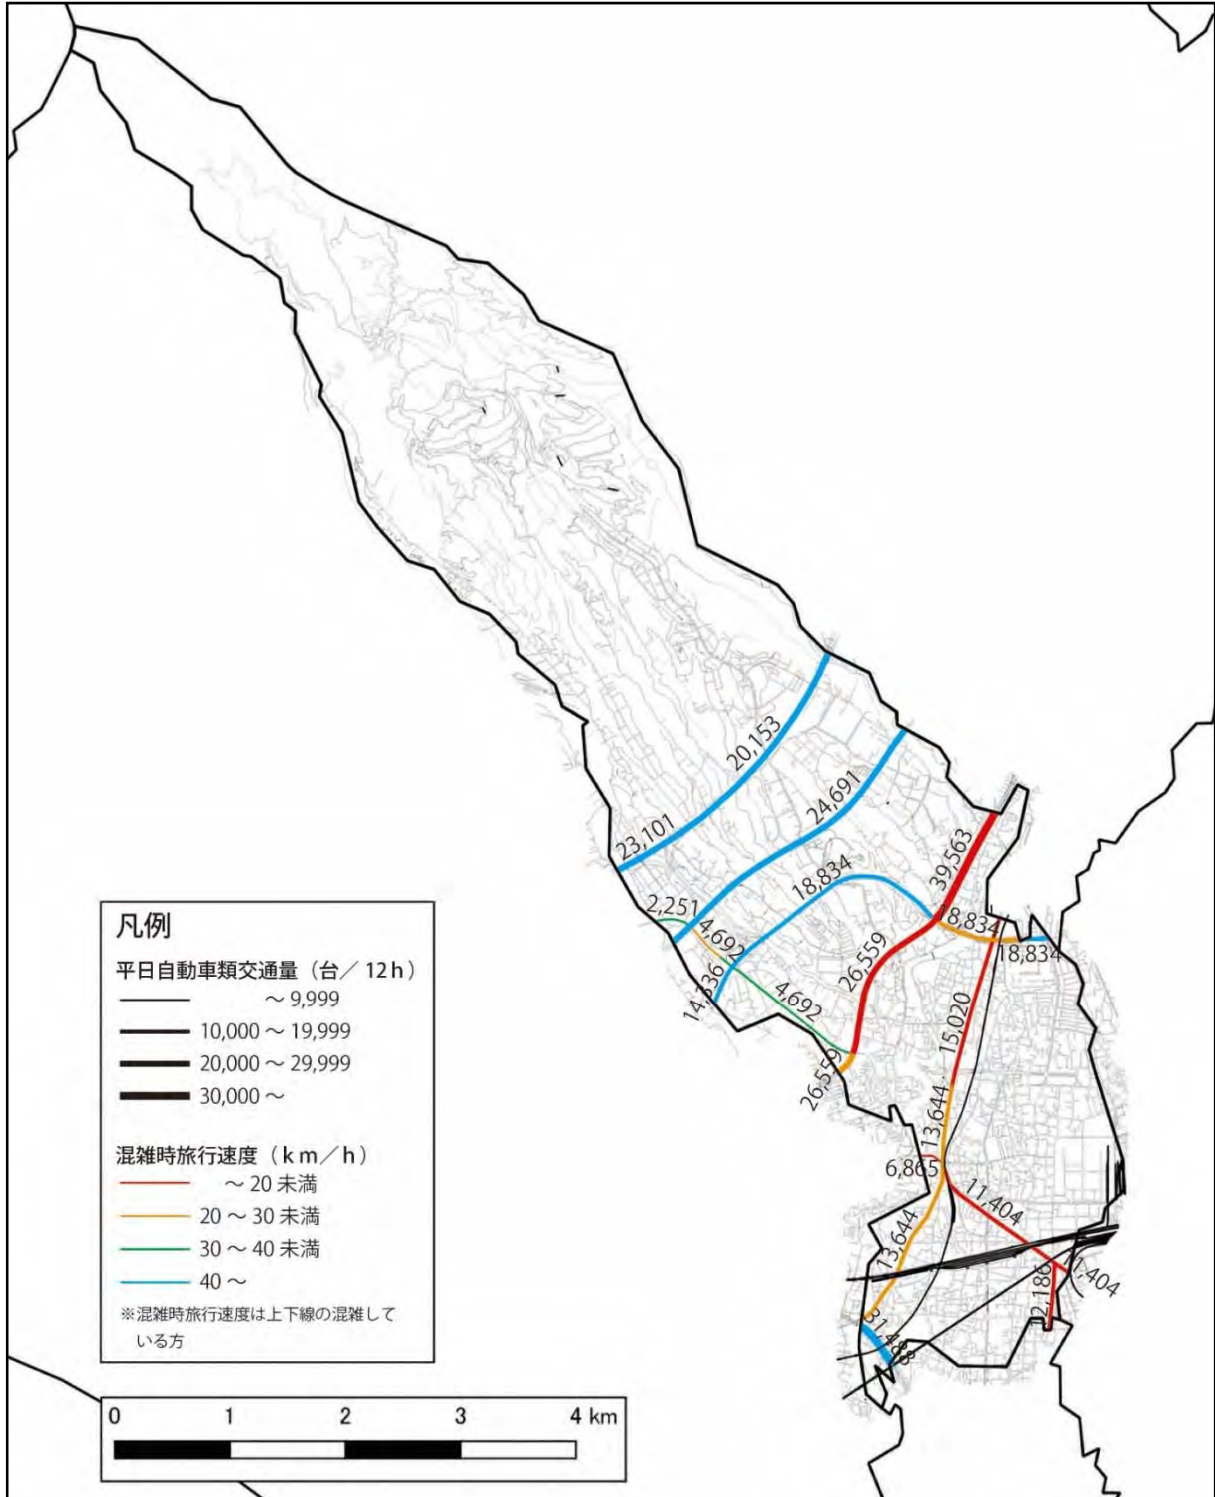 20,153
24,691
23,101
39,563
18,834
2,251
18,834
4,692
18,834
26,559
14,336
4,692
15,020
26,559
13,644
6,865
11,404
13,644
11,404
12,186
31,488
凡例
平日自動車類交通量（台／12h）
～9,999
10,000～19,999
20,000～29,999
30,000～
混雑時旅行速度（km／h）
～20未満
20～30未満
30～40未満
40～
※混雑時旅行速度は上下線の混雑して
いる方
0 1 2 3 4 km